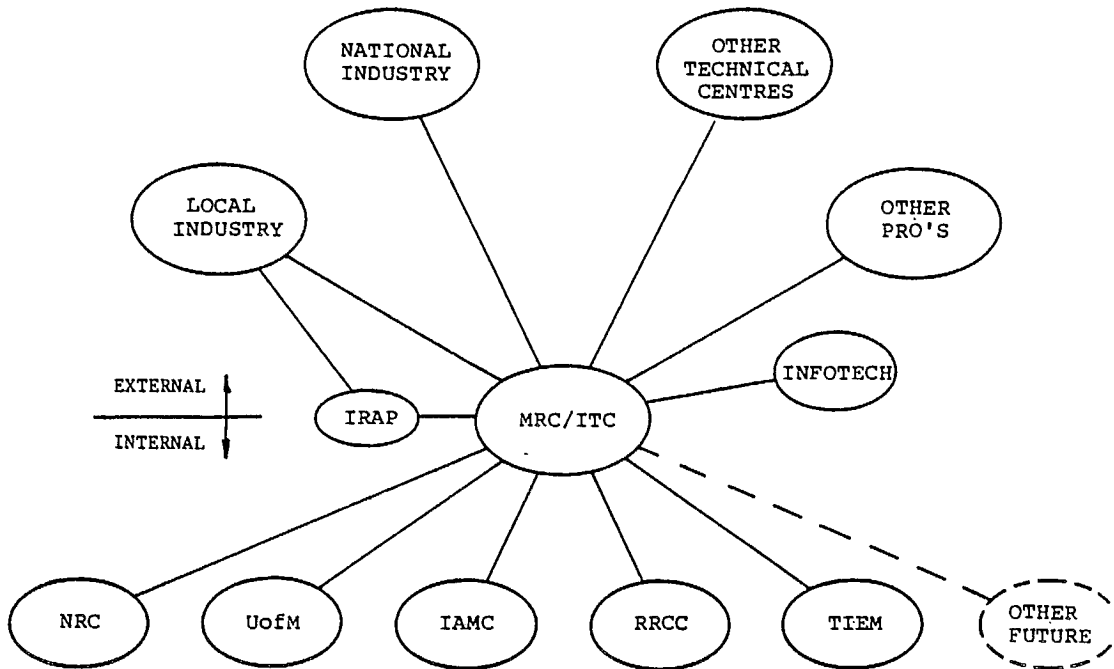 NATIONAL
INDUSTRY
OTHER
TECHNICAL
CENTRES
LOCAL
INDUSTRY
OTHER
PRO'S
INFOTECH
EXTERNAL
INTERNAL
IRAP
MRC/ITC
NRC
UofM
IAMC
RRCC
TIEM
OTHER
FUTURE